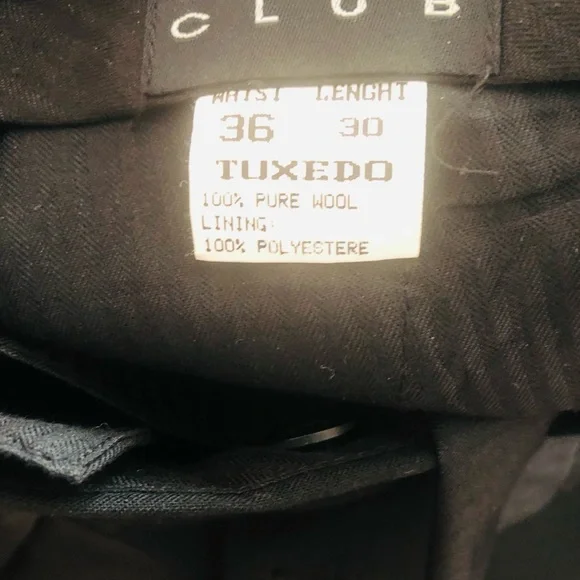 CLUB
WAIST LENGHT
36 30
TUXEDO
100% PURE WOOL
LINING:
100% POLYESTERE